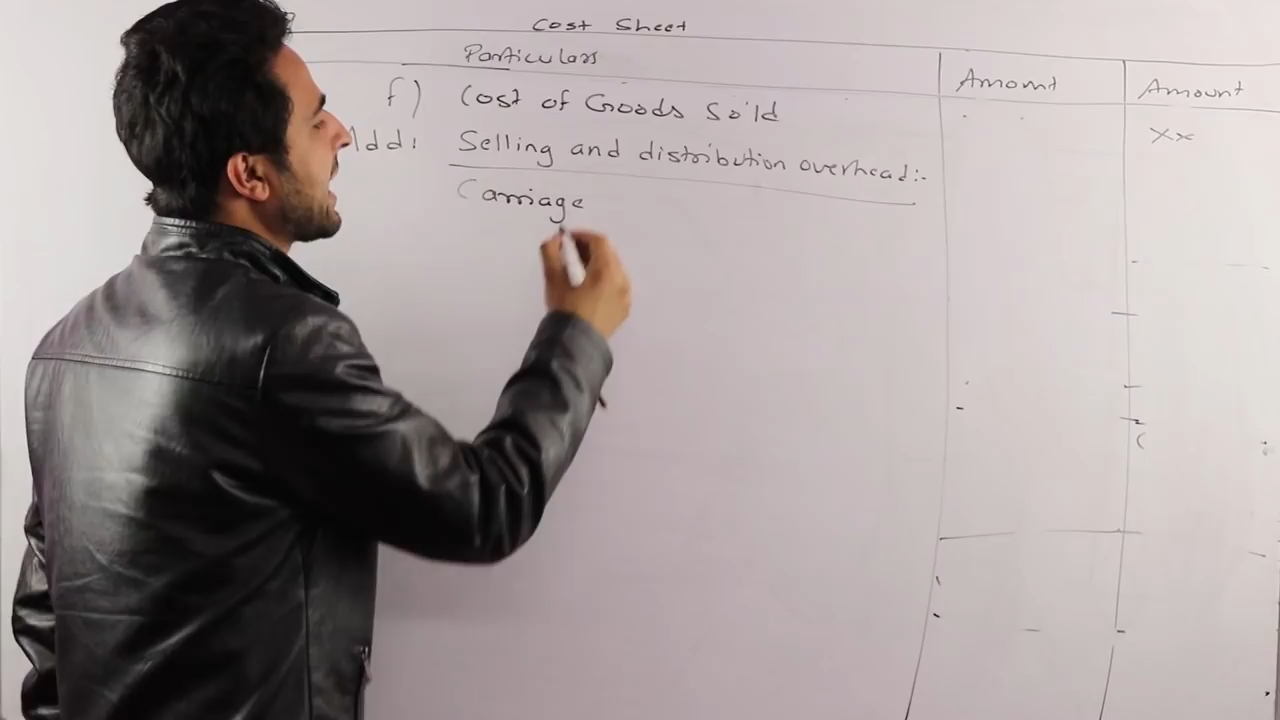 Cost Sheet
Particulars Amount Amount
f) Cost of Goods Sold
Add: Selling and distribution overhead:- xx
Carriage